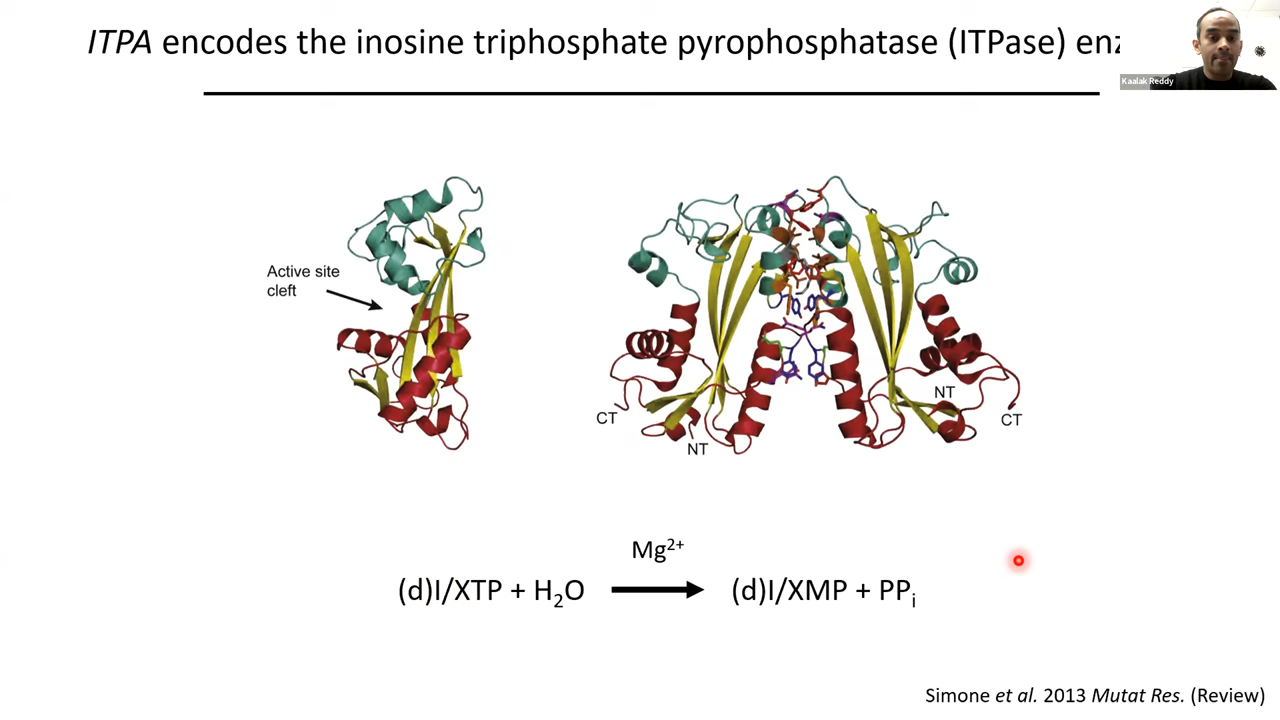 ITPA encodes the inosine triphosphate pyrophosphatase (ITPase)
Kaalak Reddy
Active site
cleft
CT
NT
NT
CT
Mg²⁺
(d)I/XTP + H₂O → (d)I/XMP + PPᵢ
Simone et al. 2013 Mutat Res. (Review)